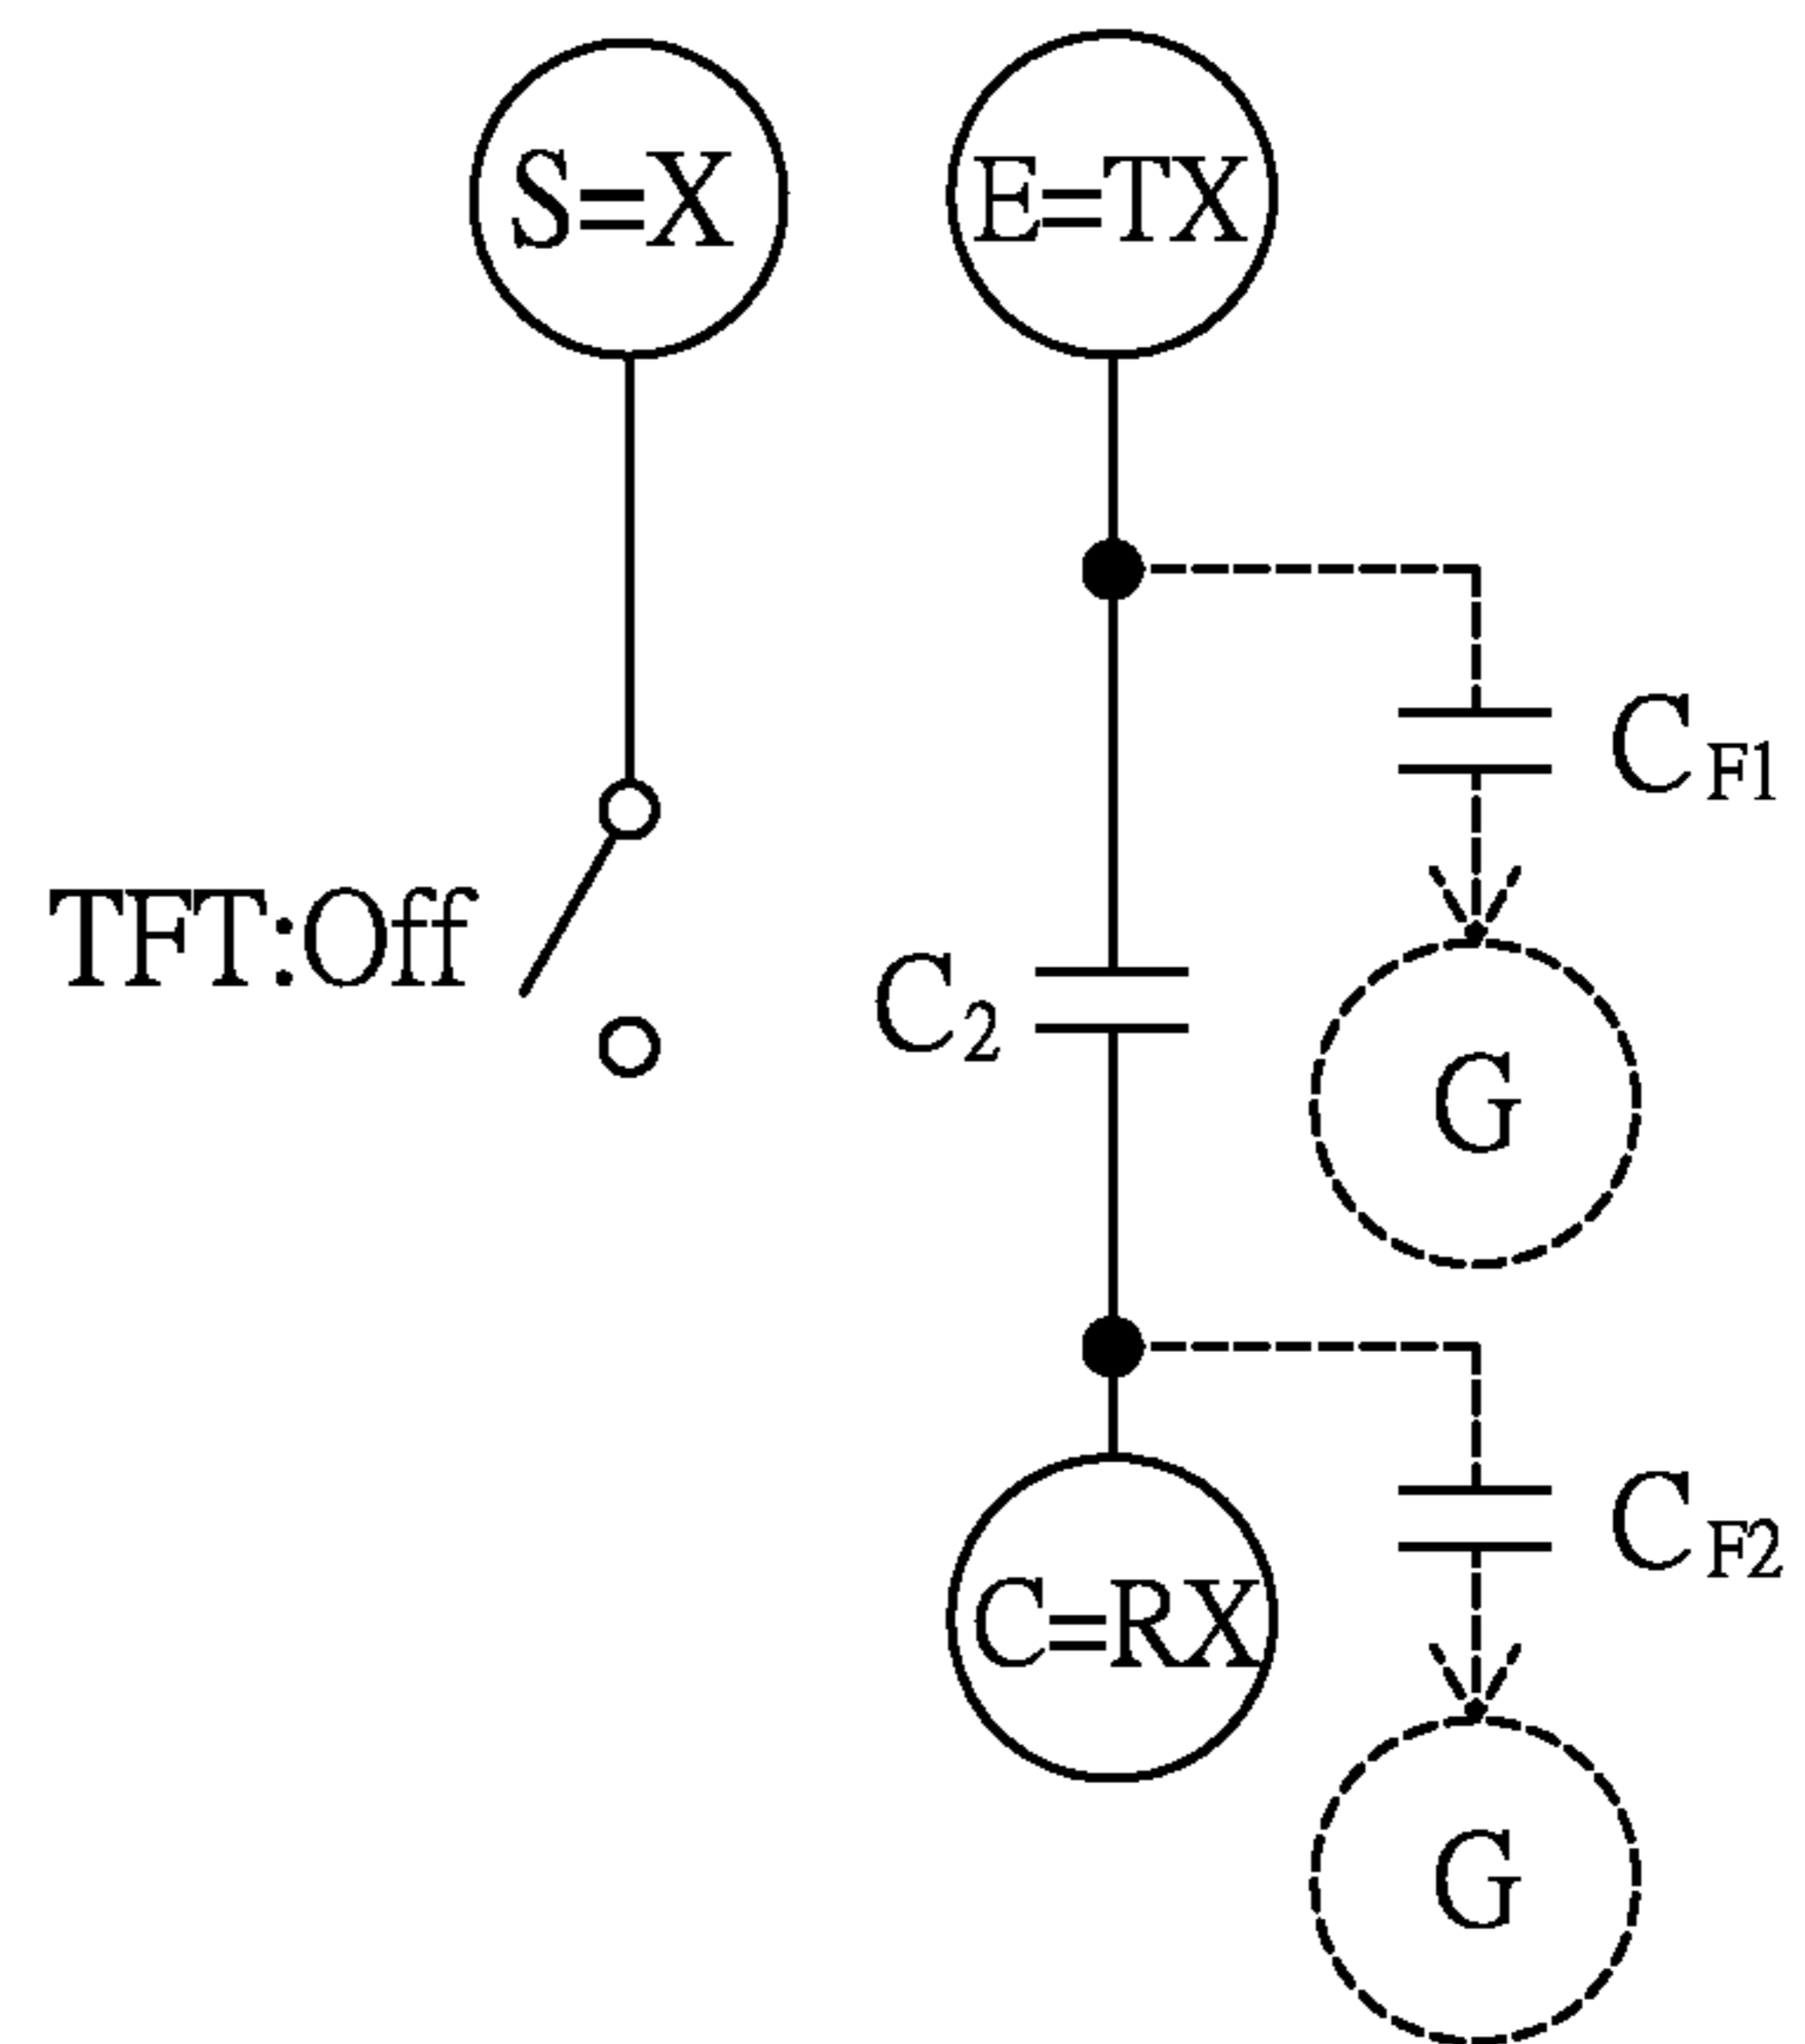 S=X
E=TX
CF1
TFT:Off
C2
G
CF2
C=RX
G